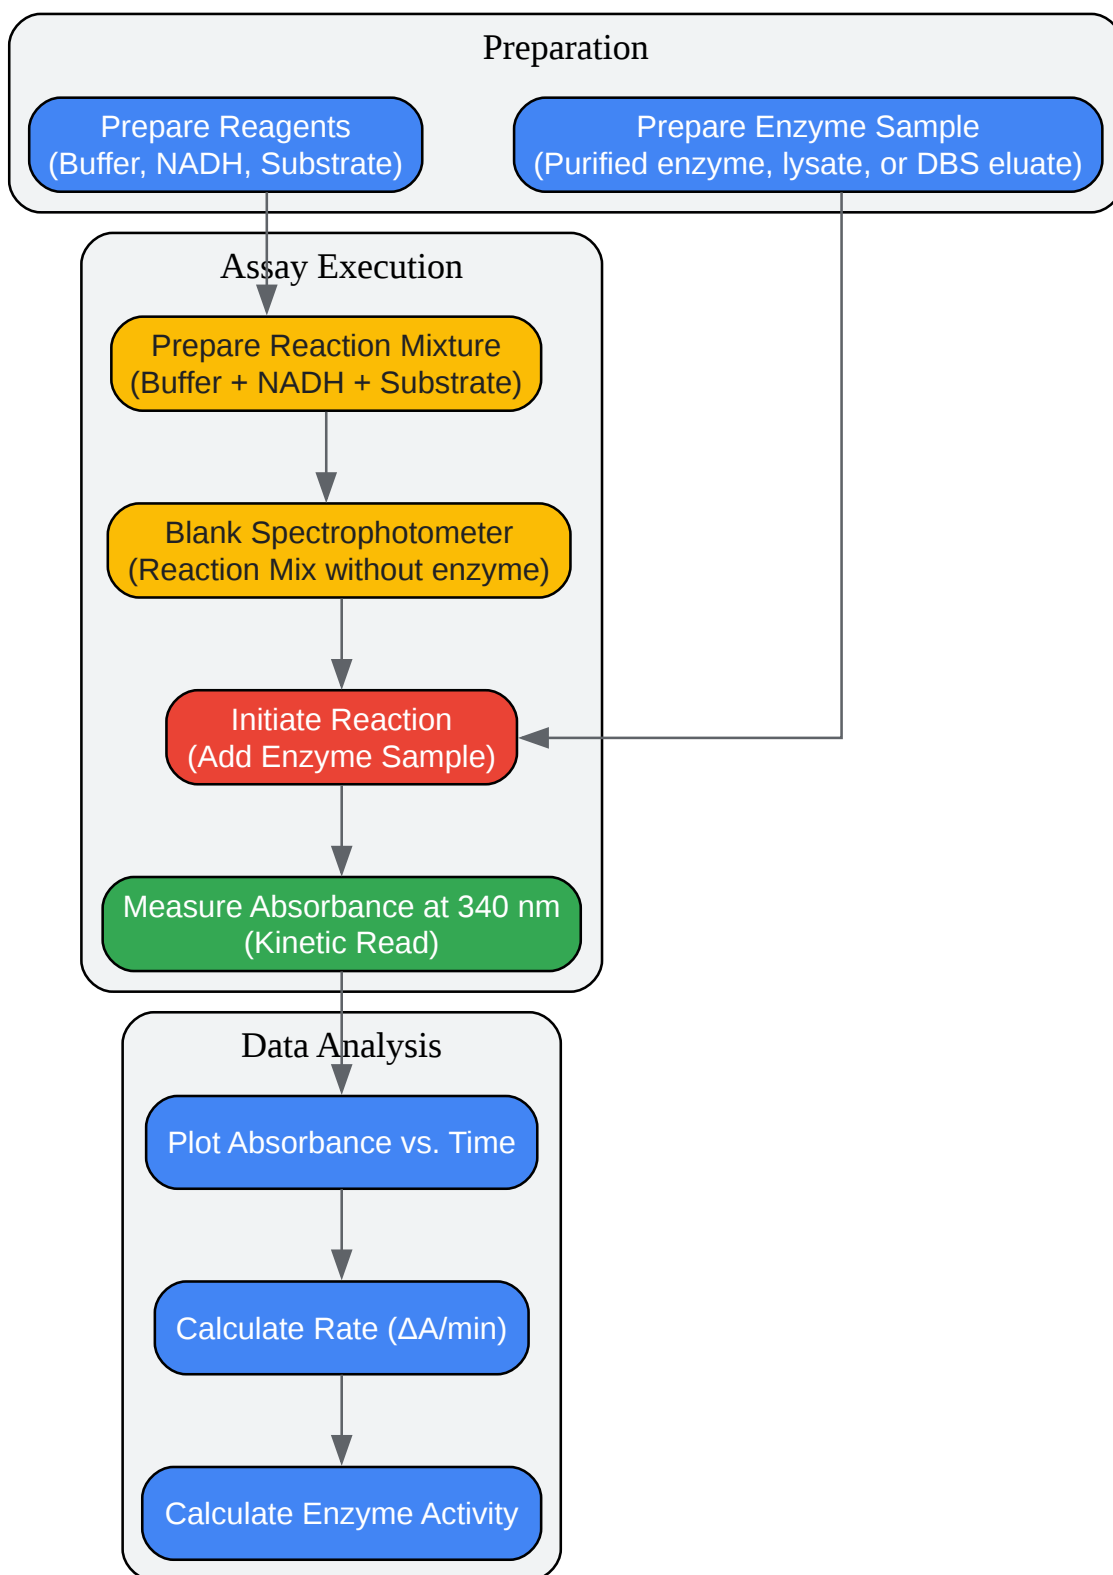 Preparation
Prepare Reagents
(Buffer, NADH, Substrate)
Prepare Enzyme Sample
(Purified enzyme, lysate, or DBS eluate)
Assay Execution
Prepare Reaction Mixture
(Buffer + NADH + Substrate)
Blank Spectrophotometer
(Reaction Mix without enzyme)
Initiate Reaction
(Add Enzyme Sample)
Measure Absorbance at 340 nm
(Kinetic Read)
Data Analysis
Plot Absorbance vs. Time
Calculate Rate (ΔA/min)
Calculate Enzyme Activity